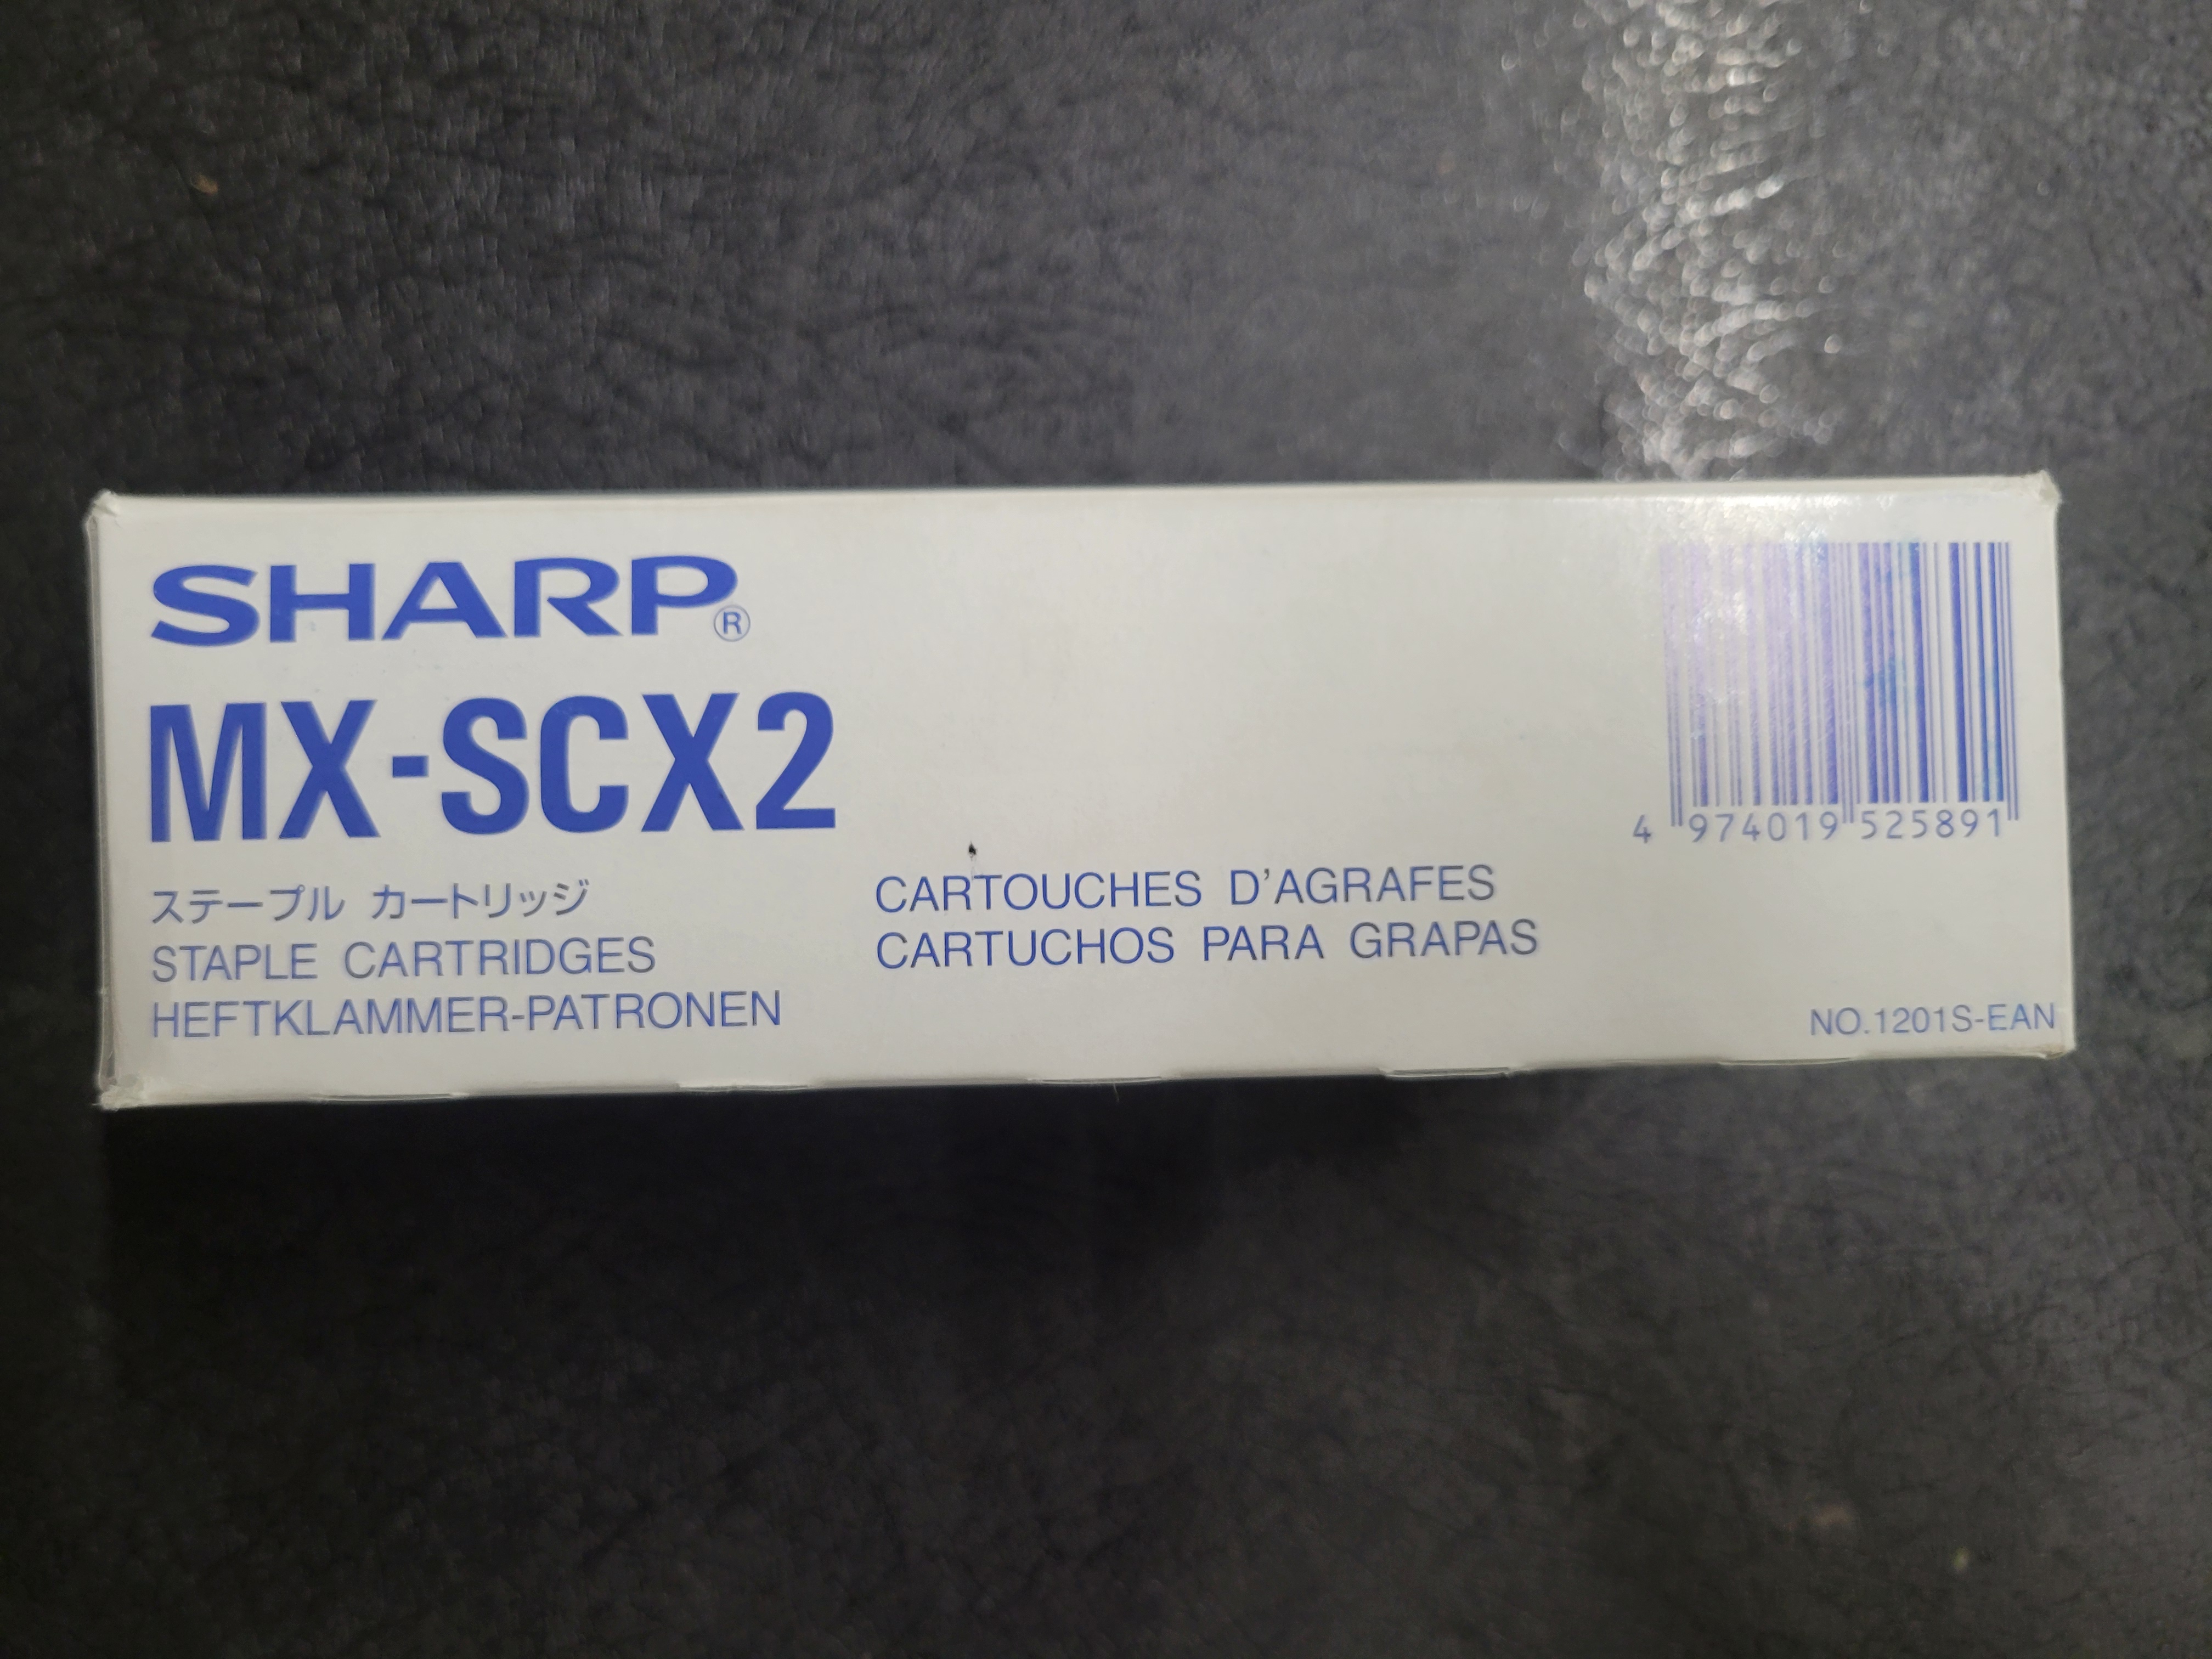 SHARP®
MX-SCX2
ステープル カートリッジ
STAPLE CARTRIDGES
HEFTKLAMMER-PATRONEN
CARTOUCHES D'AGRAFES
CARTUCHOS PARA GRAPAS
4 974019 525891
NO.1201S-EAN